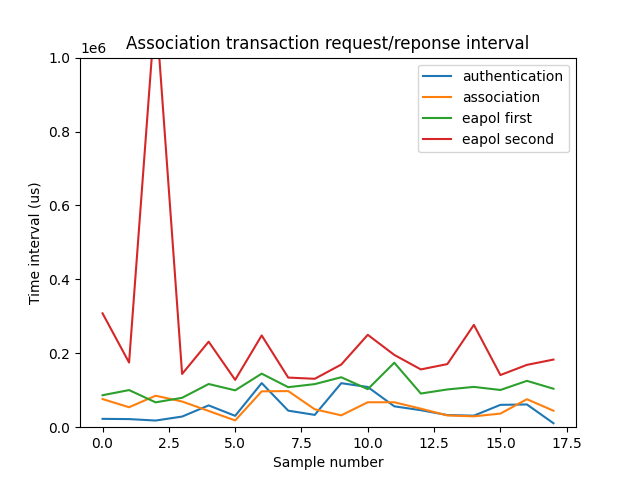 Association transaction request/reponse interval
1e6
1.0
0.8
0.6
0.4
0.2
0.0
Time interval (us)
authentication
association
eapol first
eapol second
0.0 2.5 5.0 7.5 10.0 12.5 15.0 17.5
Sample number